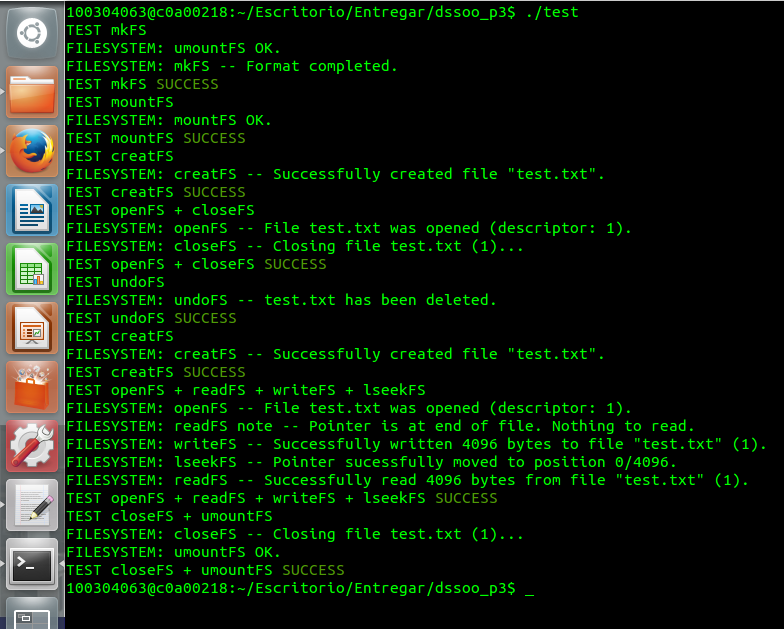 100304063@c0a00218:~/Escritorio/Entregar/dssoo_p3$ ./test
TEST mkFS
FILESYSTEM: umountFS OK.
FILESYSTEM: mkFS -- Format completed.
TEST mkFS SUCCESS
TEST mountFS
FILESYSTEM: mountFS OK.
TEST mountFS SUCCESS
TEST creatFS
FILESYSTEM: creatFS -- Successfully created file "test.txt".
TEST creatFS SUCCESS
TEST openFS + closeFS
FILESYSTEM: openFS -- File test.txt was opened (descriptor: 1).
FILESYSTEM: closeFS -- Closing file test.txt (1)...
TEST openFS + closeFS SUCCESS
TEST undoFS
FILESYSTEM: undoFS -- test.txt has been deleted.
TEST undoFS SUCCESS
TEST creatFS
FILESYSTEM: creatFS -- Successfully created file "test.txt".
TEST creatFS SUCCESS
TEST openFS + readFS + writeFS + lseekFS
FILESYSTEM: openFS -- File test.txt was opened (descriptor: 1).
FILESYSTEM: readFS note -- Pointer is at end of file. Nothing to read.
FILESYSTEM: writeFS -- Successfully written 4096 bytes to file "test.txt" (1).
FILESYSTEM: lseekFS -- Pointer sucessfully moved to position 0/4096.
FILESYSTEM: readFS -- Successfully read 4096 bytes from file "test.txt" (1).
TEST openFS + readFS + writeFS + lseekFS SUCCESS
TEST closeFS + umountFS
FILESYSTEM: closeFS -- Closing file test.txt (1)...
FILESYSTEM: umountFS OK.
TEST closeFS + umountFS SUCCESS
100304063@c0a00218:~/Escritorio/Entregar/dssoo_p3$ _